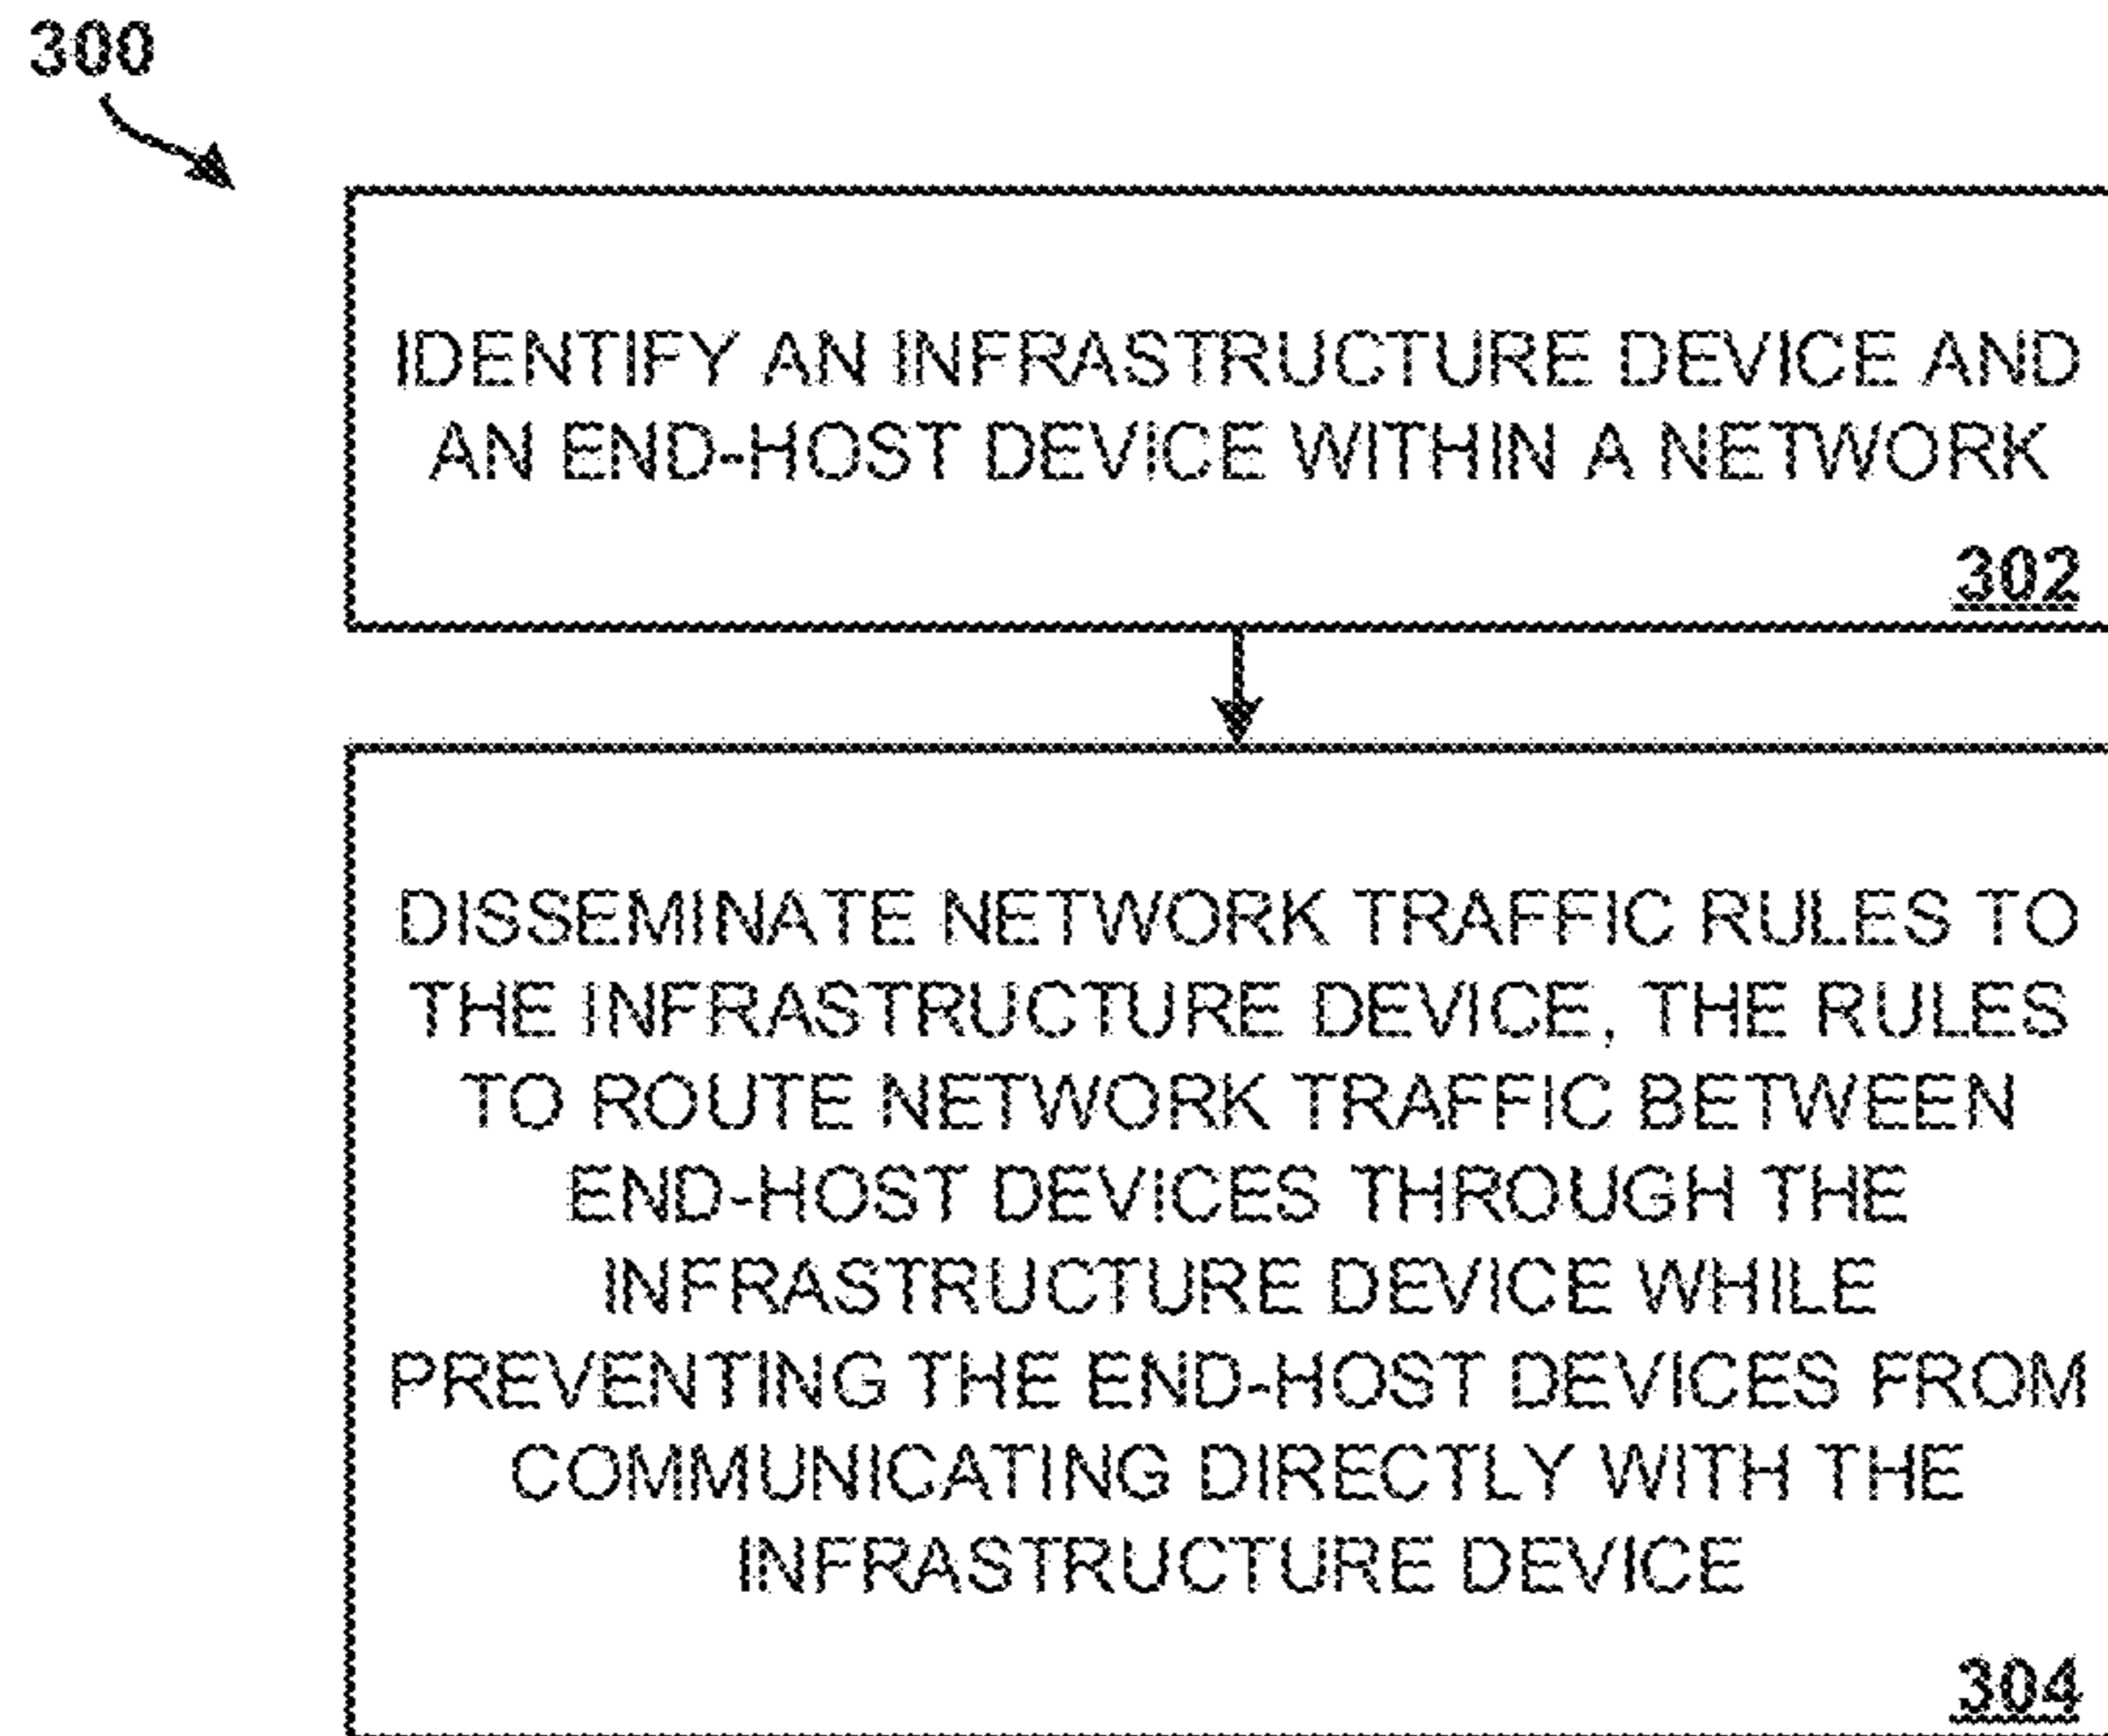 300
IDENTIFY AN INFRASTRUCTURE DEVICE AND
AN END-HOST DEVICE WITHIN A NETWORK
302
DISSEMINATE NETWORK TRAFFIC RULES TO
THE INFRASTRUCTURE DEVICE, THE RULES
TO ROUTE NETWORK TRAFFIC BETWEEN
END-HOST DEVICES THROUGH THE
INFRASTRUCTURE DEVICE WHILE
PREVENTING THE END-HOST DEVICES FROM
COMMUNICATING DIRECTLY WITH THE
INFRASTRUCTURE DEVICE
304